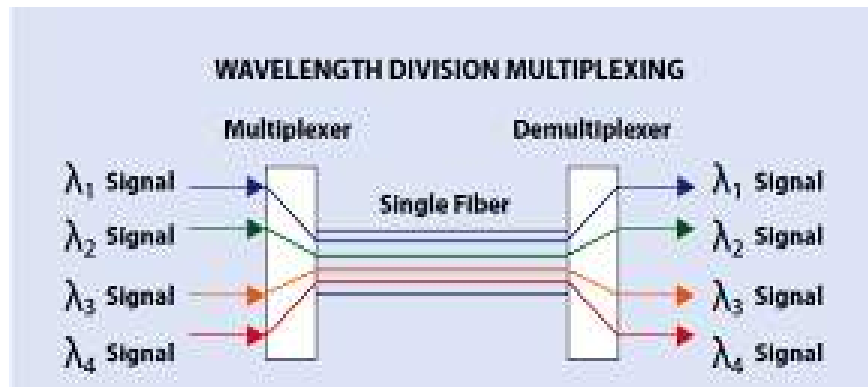 WAVELENGTH DIVISION MULTIPLEXING
Multiplexer Demultiplexer
Single Fiber
λ1 Signal λ1 Signal
λ2 Signal λ2 Signal
λ3 Signal λ3 Signal
λ4 Signal λ4 Signal